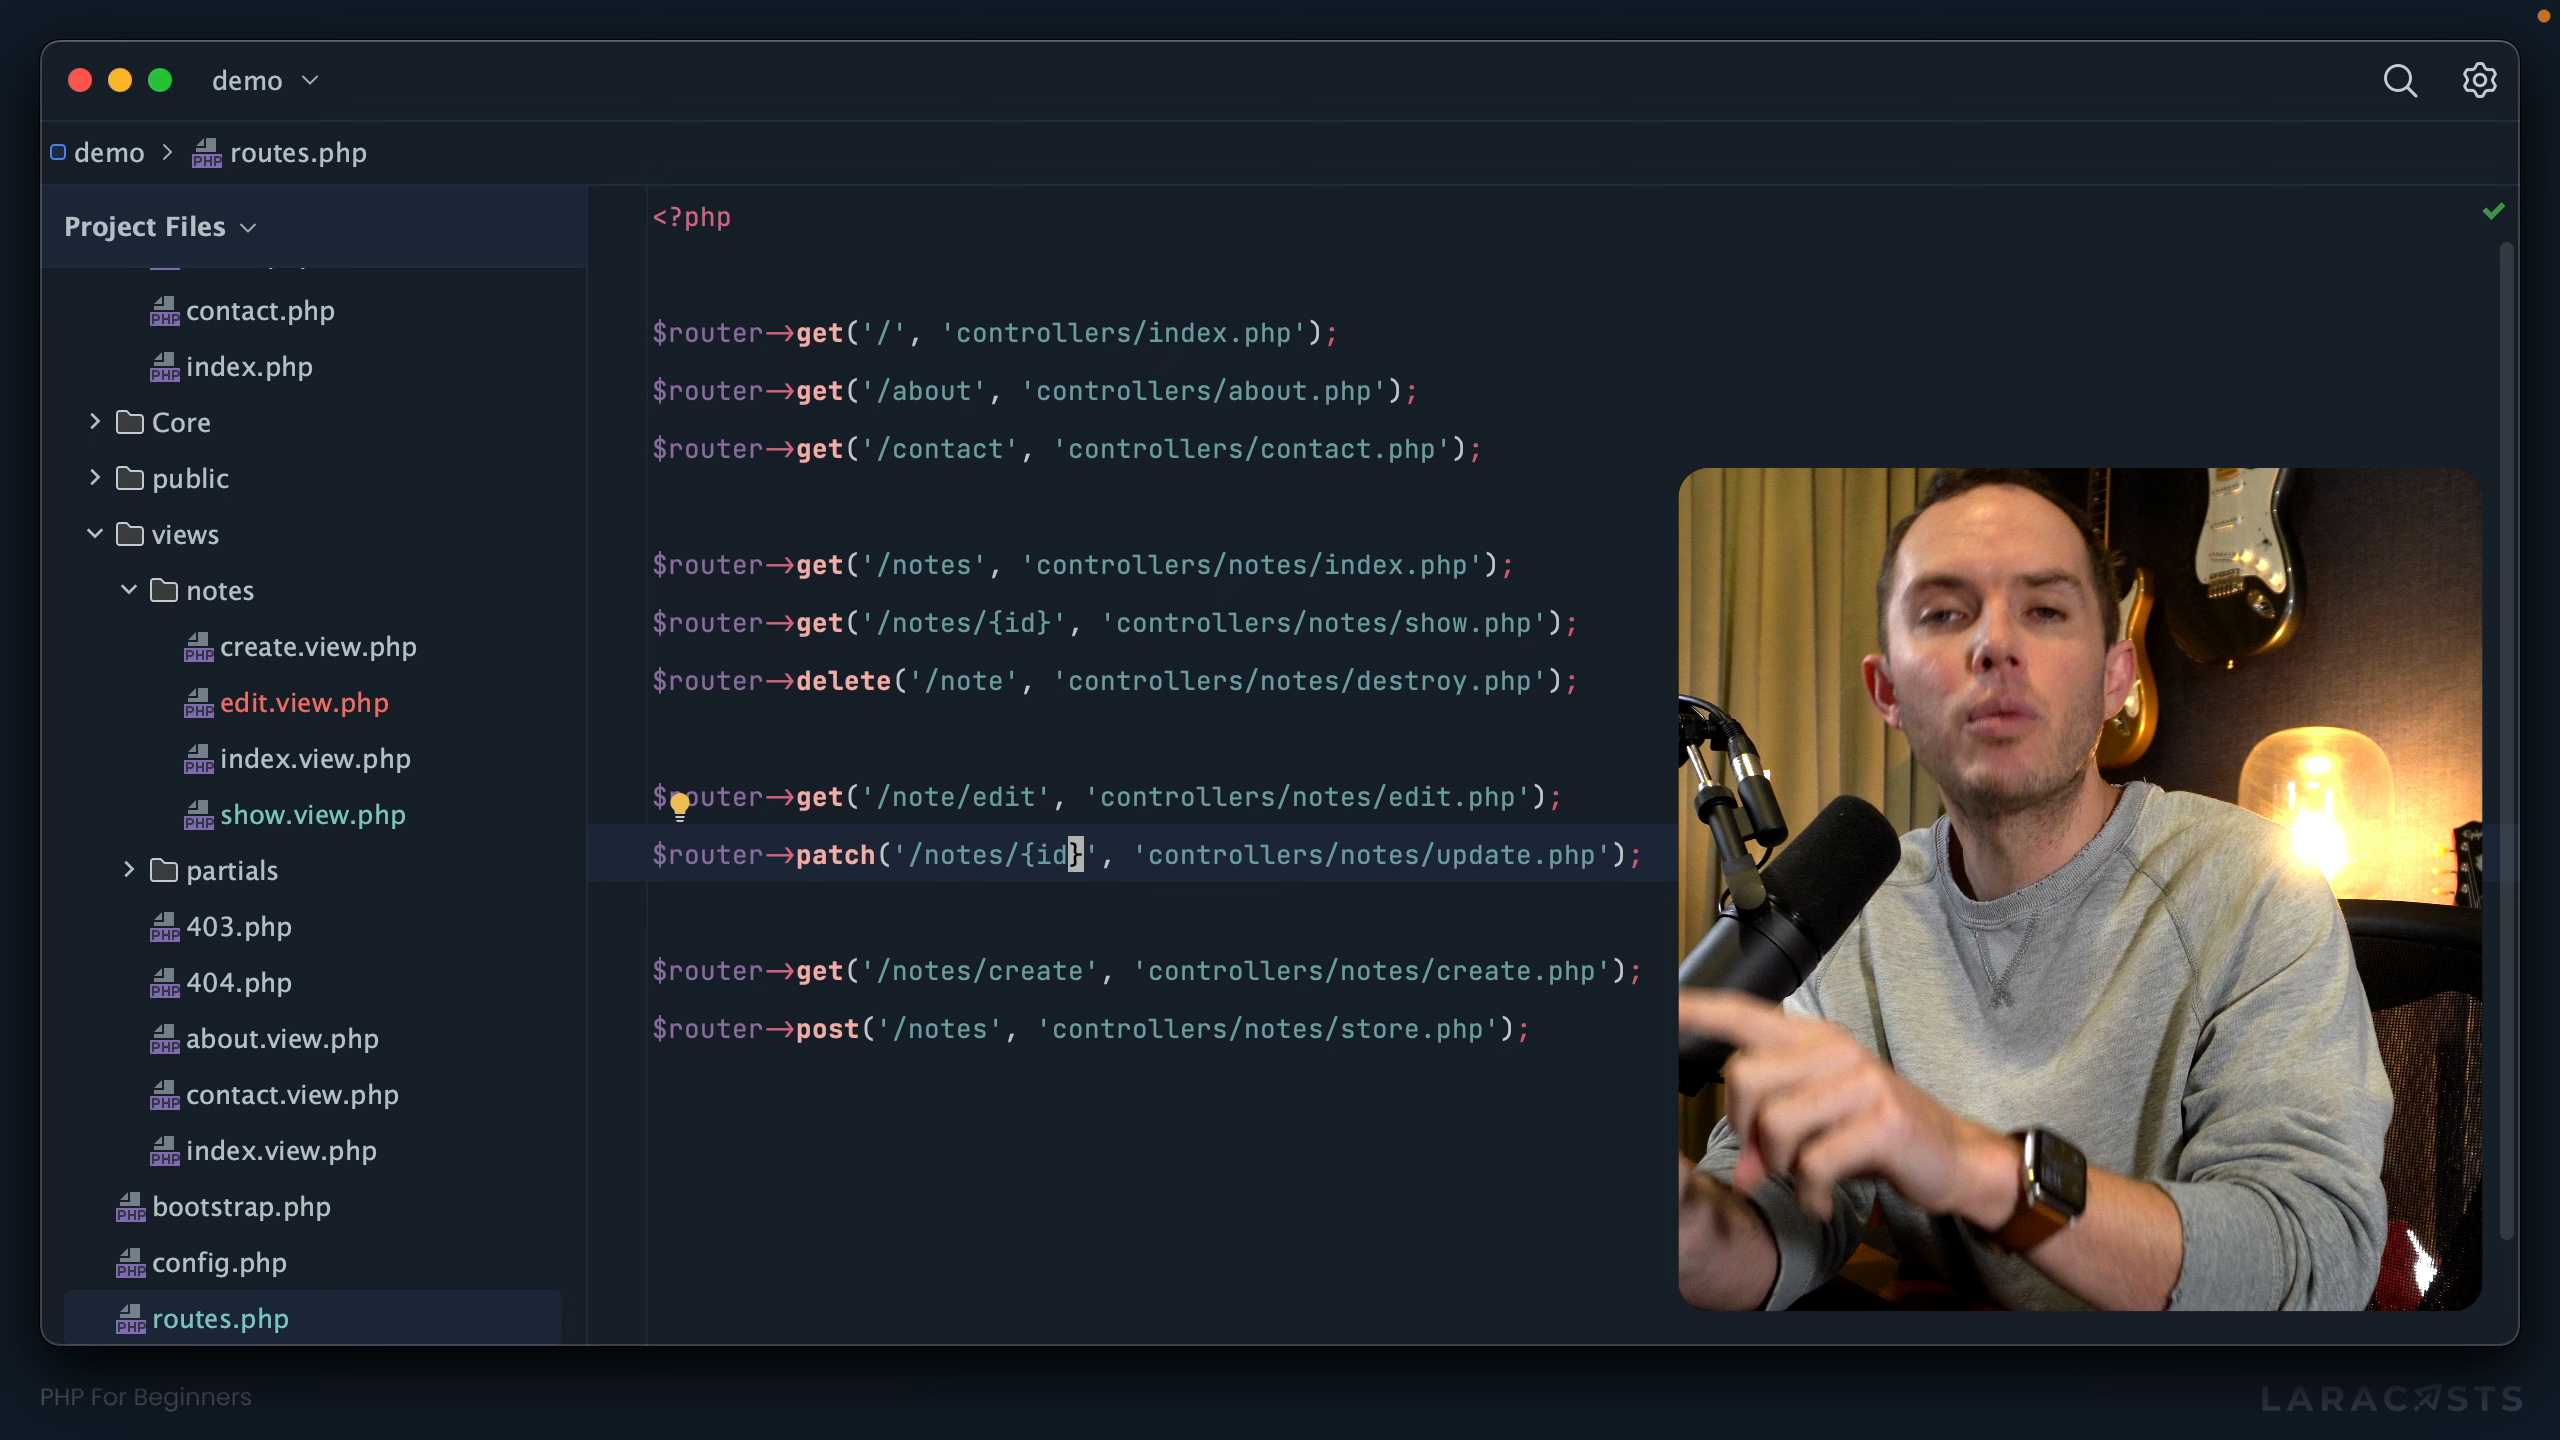 demo
demo > routes.php
Project Files
contact.php
index.php
Core
public
views
notes
create.view.php
edit.view.php
index.view.php
show.view.php
partials
403.php
404.php
about.view.php
contact.view.php
index.view.php
bootstrap.php
config.php
routes.php
<?php
$router->get('/', 'controllers/index.php');
$router->get('/about', 'controllers/about.php');
$router->get('/contact', 'controllers/contact.php');
$router->get('/notes', 'controllers/notes/index.php');
$router->get('/notes/{id}', 'controllers/notes/show.php');
$router->delete('/note', 'controllers/notes/destroy.php');
$router->get('/note/edit', 'controllers/notes/edit.php');
$router->patch('/notes/{id}', 'controllers/notes/update.php');
$router->get('/notes/create', 'controllers/notes/create.php');
$router->post('/notes', 'controllers/notes/store.php');
PHP For Beginners
LARACASTS